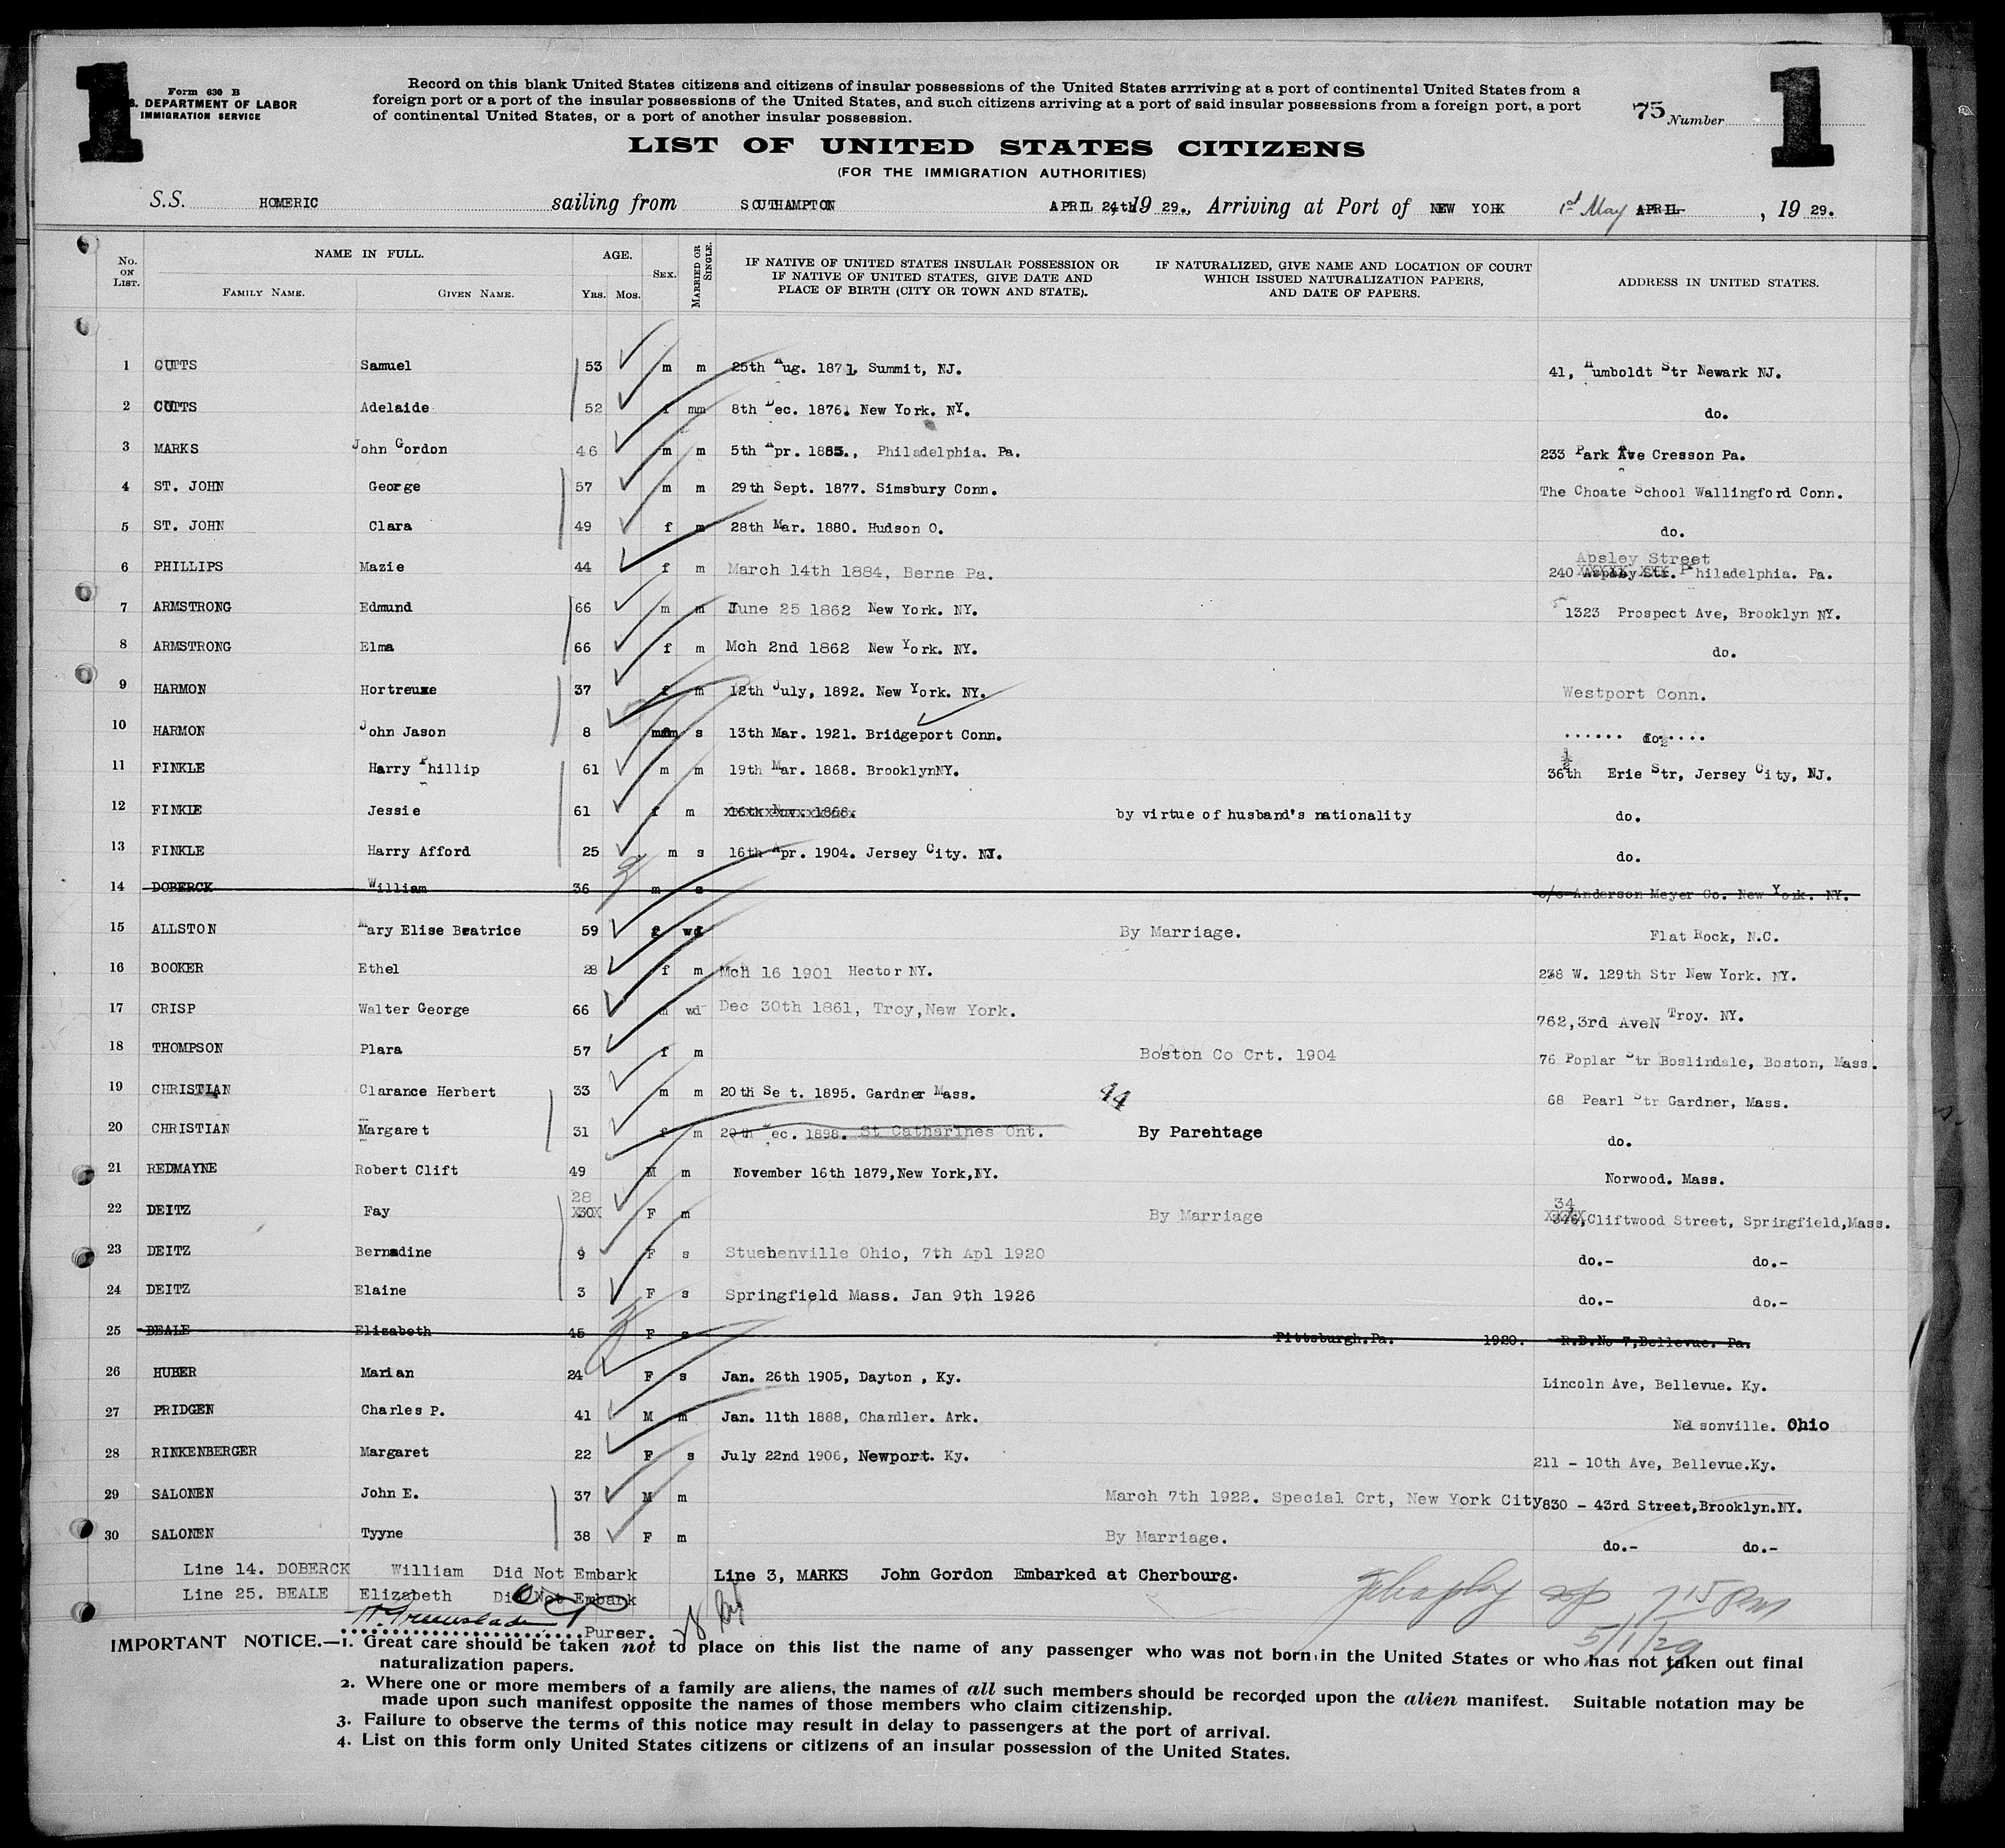 1 1
Form 630 B
S. DEPARTMENT OF LABOR
IMMIGRATION SERVICE
Record on this blank United States citizens and citizens of insular possessions of the United States arrriving at a port of continental United States from a
foreign port or a port of the insular possessions of the United States, and such citizens arriving at a port of said insular possessions from a foreign port, a port
of continental United States, or a port of another insular possession.
75 Number
LIST OF UNITED STATES CITIZENS
(FOR THE IMMIGRATION AUTHORITIES)
S.S. HOMERIC sailing from SOUTHAMPTON APRIL 24,th 19 29., Arriving at Port of NEW YORK 1st May APRIL , 19 29.
No. ON LIST. NAME IN FULL. FAMILY NAME. GIVEN NAME. AGE. Yrs. Mos. SEX. MARRIED OR SINGLE. IF NATIVE OF UNITED STATES INSULAR POSSESSION OR IF NATIVE OF UNITED STATES, GIVE DATE AND PLACE OF BIRTH (CITY OR TOWN AND STATE). IF NATURALIZED, GIVE NAME AND LOCATION OF COURT WHICH ISSUED NATURALIZATION PAPERS, AND DATE OF PAPERS. ADDRESS IN UNITED STATES.
1 CUTTS Samuel 53 m m 25th Aug. 1871, Summit, NJ. 41, Humboldt Str Newark NJ.
2 CUTTS Adelaide 52 f mm 8th Dec. 1876. New York. NY. do.
3 MARKS John Gordon 46 m m 5th Apr. 1883., Philadelphia. Pa. 233 Park Ave Cresson Pa.
4 ST. JOHN George 57 m m 29th Sept. 1877. Simsbury Conn. The Choate School Wallingford Conn.
5 ST. JOHN Clara 49 f m 28th Mar. 1880. Hudson O. do.
6 PHILLIPS Mazie 44 f m March 14th 1884, Berne Pa. Apsley Street
240 Philadelphia. Pa.
7 ARMSTRONG Edmund 66 m m June 25 1862 New York. NY. 1323 Prospect Ave, Brooklyn NY.
8 ARMSTRONG Elma 66 f m Mch 2nd 1862 New York. NY. do.
9 HARMON Hortreuse 37 f m 12th July, 1892. New York. NY. Westport Conn.
10 HARMON John Jason 8 m s 13th Mar. 1921. Bridgeport Conn. ...... do......
11 FINKLE Harry Phillip 61 m m 19th Mar. 1868. BrooklynNY. 36½ Erie Str, Jersey City, NJ.
12 FINKLE Jessie 61 f m 16th Nov. 1868. by virtue of husband's nationality do.
13 FINKLE Harry Afford 25 m s 16th Apr. 1904. Jersey City. NJ. do.
14 DOBERCK William 36 m s c/o Anderson Meyer Co. New York. NY.
15 ALLSTON Mary Elise Beatrice 59 f wd By Marriage. Flat Rock, N.C.
16 BOOKER Ethel 28 f m Mch 16 1901 Hector NY. 238 W. 129th Str New York. NY.
17 CRISP Walter George 66 m wd Dec 30th 1861, Troy,New York. 762,3rd AveN Troy. NY.
18 THOMPSON Plara 57 f m Boston Co Crt. 1904 76 Poplar Str Boslindale, Boston, Mass.
19 CHRISTIAN Clarance Herbert 33 m m 20th Se t. 1895. Gardner Mass. 44 68 Pearl Str Gardner, Mass.
20 CHRISTIAN Margaret 31 f m 20th Dec. 1898. St Catharines Ont. By Parentage do.
21 REDMAYNE Robert Clift 49 M m November 16th 1879,New York,NY. Norwood. Mass.
22 DEITZ Fay 28 X30X F m By Marriage 34 Cliftwood Street, Springfield,Mass.
23 DEITZ Bernadine 9 F s Stuebenville Ohio, 7th Apl 1920 do.- do.-
24 DEITZ Elaine 3 F s Springfield Mass. Jan 9th 1926 do.- do.-
25 BEALE Elizabeth 45 F s Pittsburgh.Pa. 1920. R.D.No 7,Bellevue. Pa.
26 HUBER Marian 24 F s Jan. 26th 1905, Dayton , Ky. Lincoln Ave, Bellevue. Ky.
27 PRIDGEN Charles P. 41 M m Jan. 11th 1888, Chandler. Ark. Nelsonville. Ohio
28 RINKENBERGER Margaret 22 F s July 22nd 1906, Newport. Ky. 211 - 10th Ave, Bellevue.Ky.
29 SALONEN John E. 37 M m March 7th 1922. Special Crt, New York City 830 - 43rd Street,Brooklyn.NY.
30 SALONEN Tyyne 38 F m By Marriage. do.- do.-
Line 14. DOBERCK William Did Not Embark Line 3, MARKS John Gordon Embarked at Cherbourg.
Line 25. BEALE Elizabeth Did Not Embark
Purser.
715 Pm
5/1/29
IMPORTANT NOTICE.—1. Great care should be taken not to place on this list the name of any passenger who was not born in the United States or who has not taken out final
naturalization papers.
2. Where one or more members of a family are aliens, the names of all such members should be recorded upon the alien manifest. Suitable notation may be
made upon such manifest opposite the names of those members who claim citizenship.
3. Failure to observe the terms of this notice may result in delay to passengers at the port of arrival.
4. List on this form only United States citizens or citizens of an insular possession of the United States.